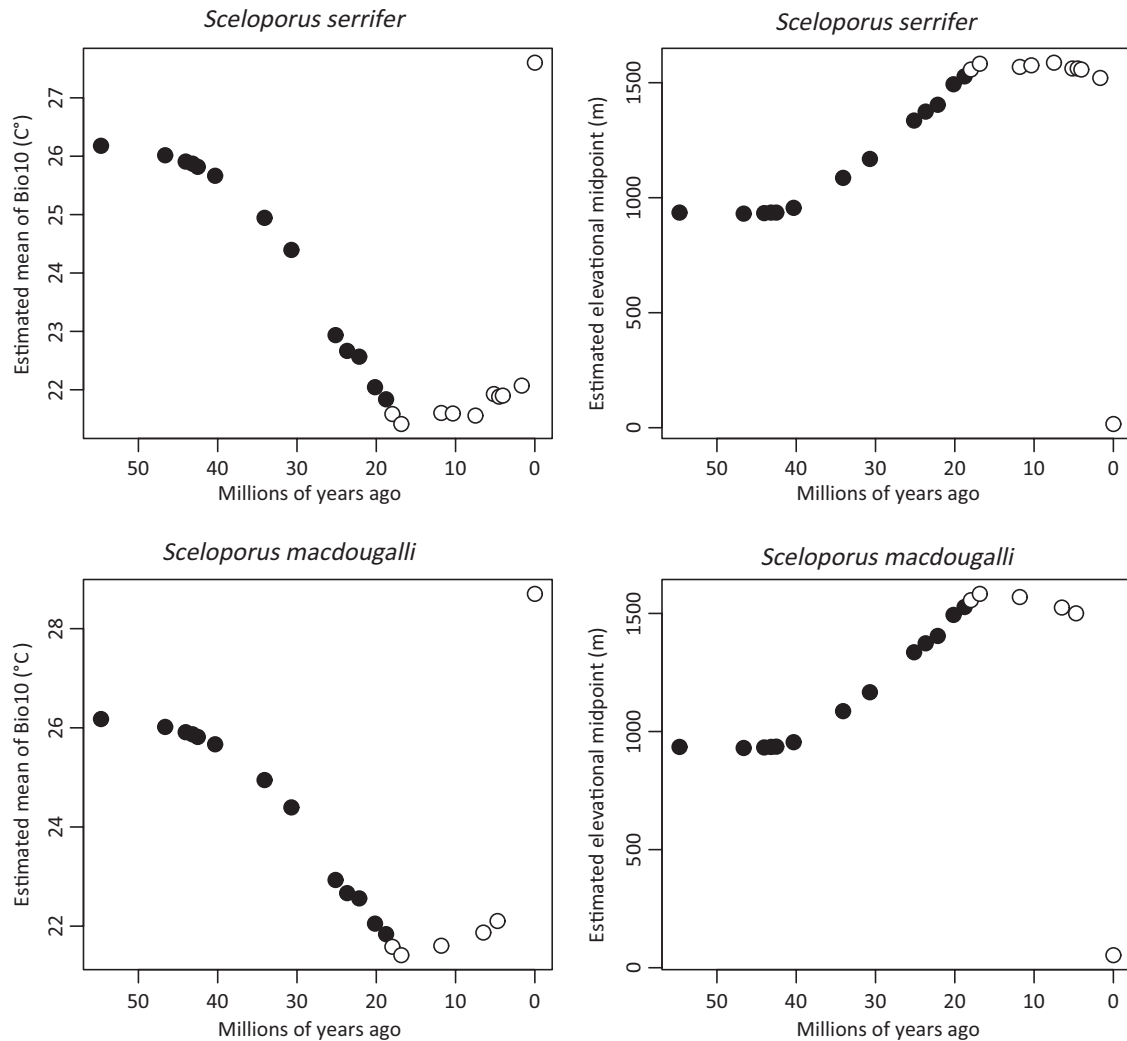 Sceloporus serrifer
Estimated mean of Bio10 (C°)
27
26
25
24
23
22
50 40 30 20 10 0
Millions of years ago
Sceloporus serrifer
Estimated elevational midpoint (m)
1500
1000
500
0
50 40 30 20 10 0
Millions of years ago
Sceloporus macdougalli
Estimated mean of Bio10 (°C)
28
26
24
22
50 40 30 20 10 0
Millions of years ago
Sceloporus macdougalli
Estimated elevational midpoint (m)
1500
1000
500
0
50 40 30 20 10 0
Millions of years ago